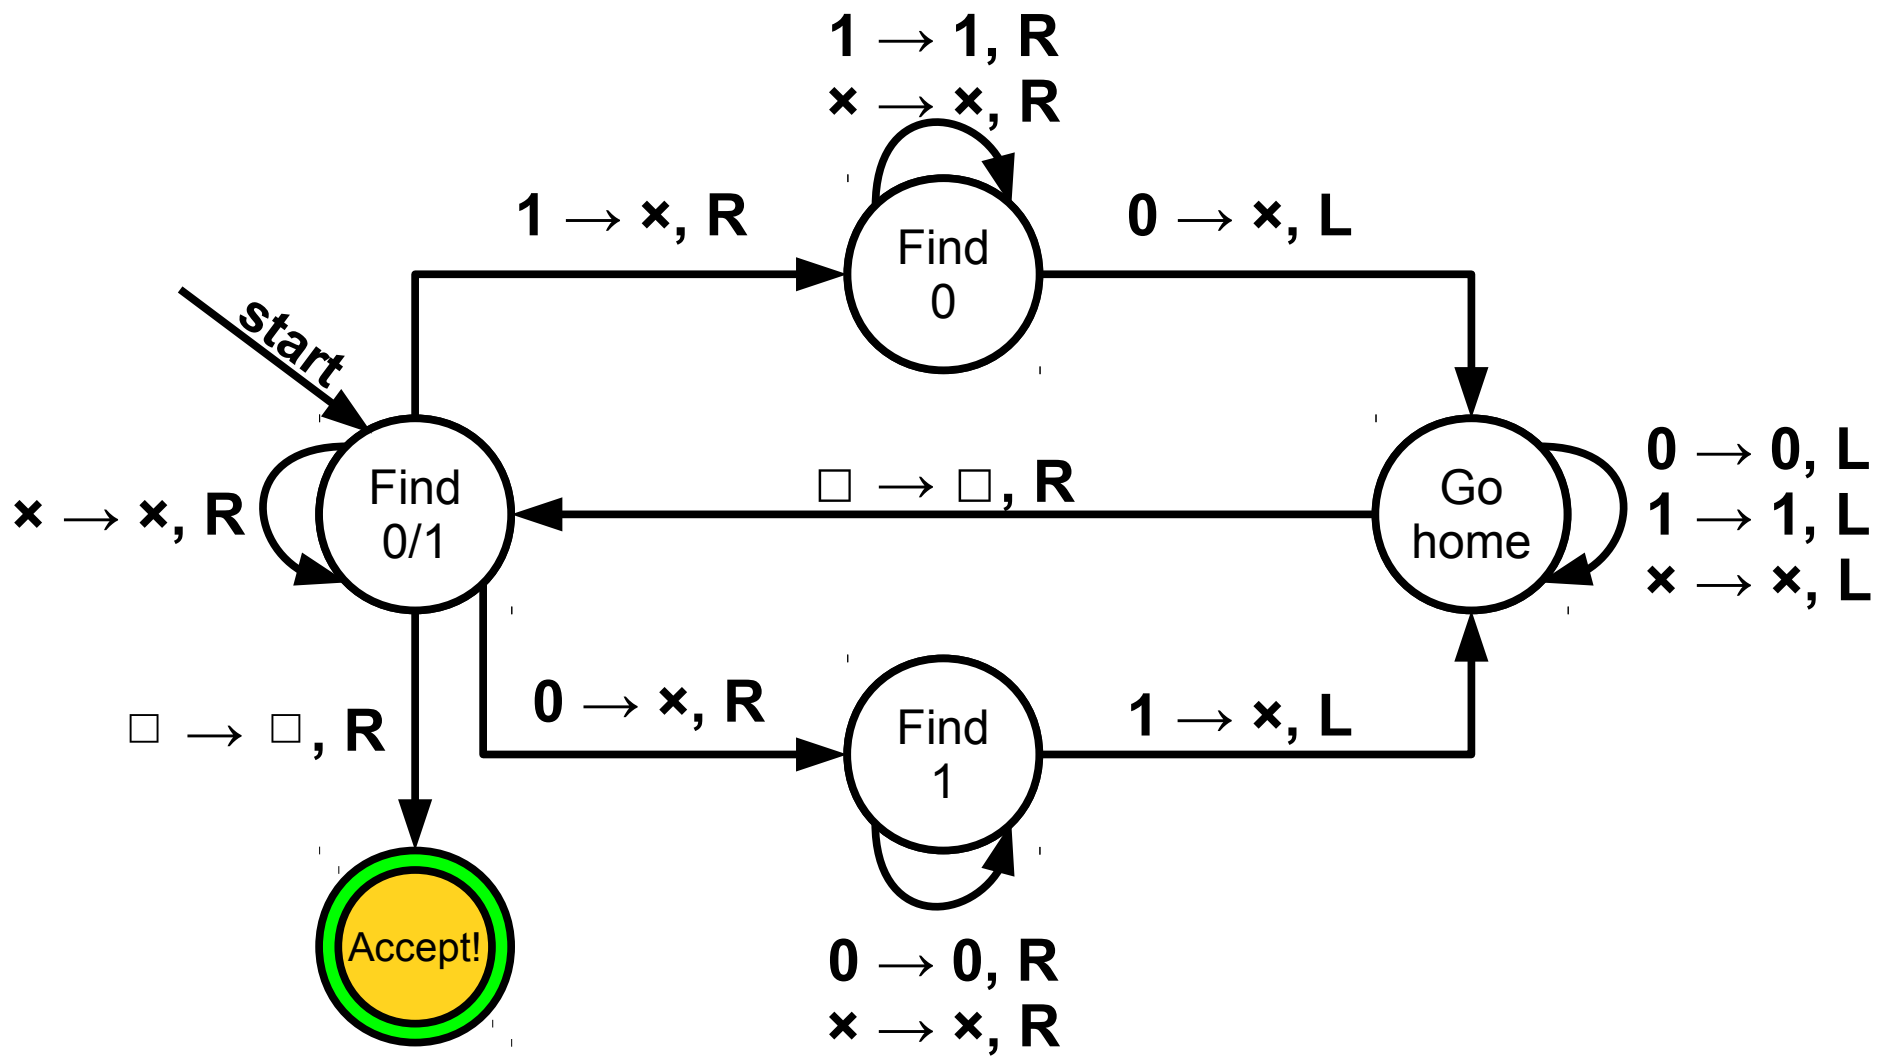 1 → 1, R
× → ×, R
1 → ×, R
0 → ×, L
Find
0
start
Find
0/1
× → ×, R
□ → □, R
Go
home
0 → 0, L
1 → 1, L
× → ×, L
□ → □, R
0 → ×, R
Find
1
1 → ×, L
Accept!
0 → 0, R
× → ×, R